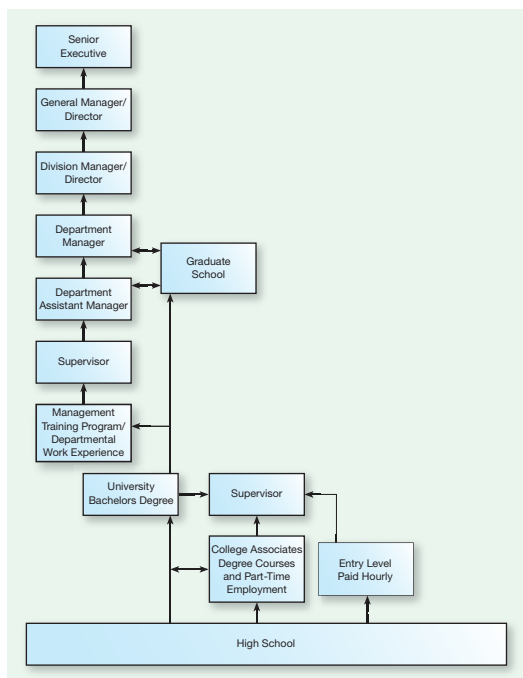 Senior
Executive
General Manager/
Director
Division Manager/
Director
Department
Manager
Graduate
School
Department
Assistant Manager
Supervisor
Management
Training Program/
Departmental
Work Experience
University
Bachelors Degree
Supervisor
College Associates
Degree Courses
and Part-Time
Employment
Entry Level
Paid Hourly
High School